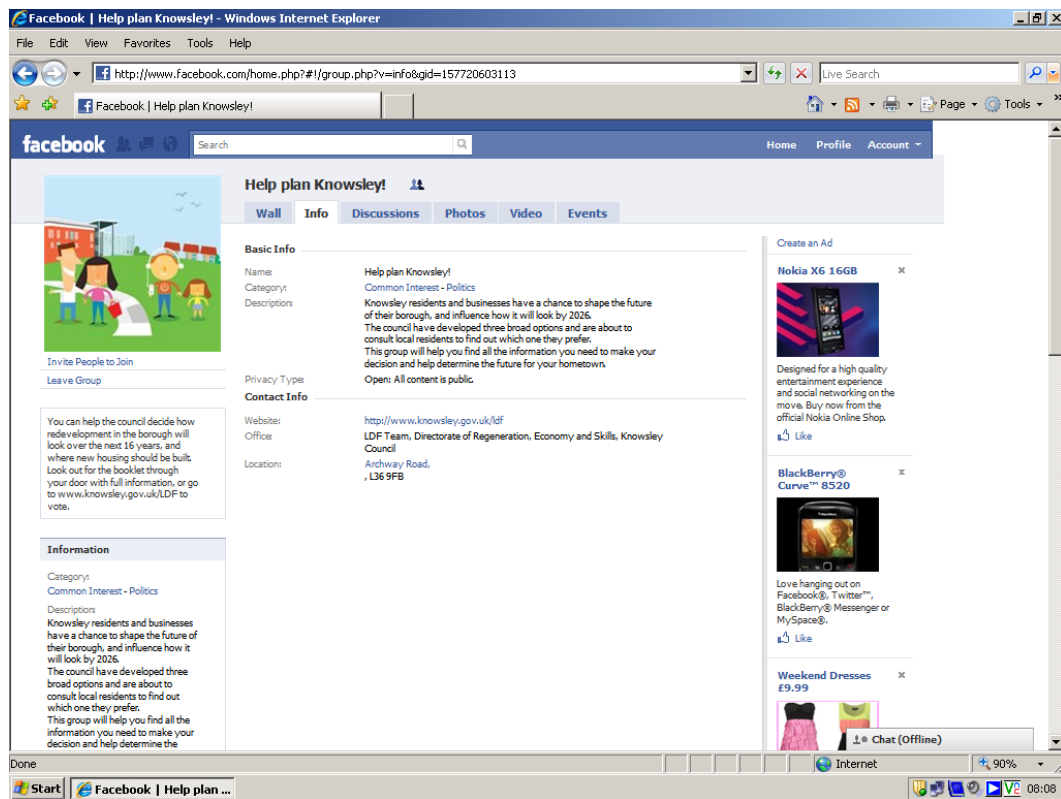 Facebook | Help plan Knowsley! - Windows Internet Explorer
File Edit View Favorites Tools Help
http://www.facebook.com/home.php?#!/group.php?v=info&gid=157720603113
Live Search
Facebook | Help plan Knowsley!
Page
Tools
facebook
Search
Home Profile Account
Help plan Knowsley!
Wall Info Discussions Photos Video Events
Invite People to Join
Leave Group
You can help the council decide how
redevelopment in the borough will
look over the next 16 years, and
where new housing should be built.
Look out for the booklet through
your door with full information, or go
to www.knowsley.gov.uk/LDF to
vote.
Information
Category:
Common Interest - Politics
Description:
Knowsley residents and businesses
have a chance to shape the future of
their borough, and influence how it
will look by 2026.
The council have developed three
broad options and are about to
consult local residents to find out
which one they prefer.
This group will help you find all the
information you need to make your
decision and help determine the
Basic Info
Name: Help plan Knowsley!
Category: Common Interest - Politics
Description: Knowsley residents and businesses have a chance to shape the future
of their borough, and influence how it will look by 2026.
The council have developed three broad options and are about to
consult local residents to find out which one they prefer.
This group will help you find all the information you need to make your
decision and help determine the future for your hometown.
Privacy Type: Open: All content is public.
Contact Info
Website: http://www.knowsley.gov.uk/ldf
Office: LDF Team, Directorate of Regeneration, Economy and Skills, Knowsley
Council
Location: Archway Road,
, L36 9FB
Create an Ad
Nokia X6 16GB
Designed for a high quality
entertainment experience
and social networking on the
move. Buy now from the
official Nokia Online Shop.
Like
BlackBerry®
Curve™ 8520
Love hanging out on
Facebook®, Twitter™,
BlackBerry® Messenger or
MySpace®.
Like
Weekend Dresses
£9.99
Chat (Offline)
Done
Internet
90%
Start
Facebook | Help plan ...
08:08